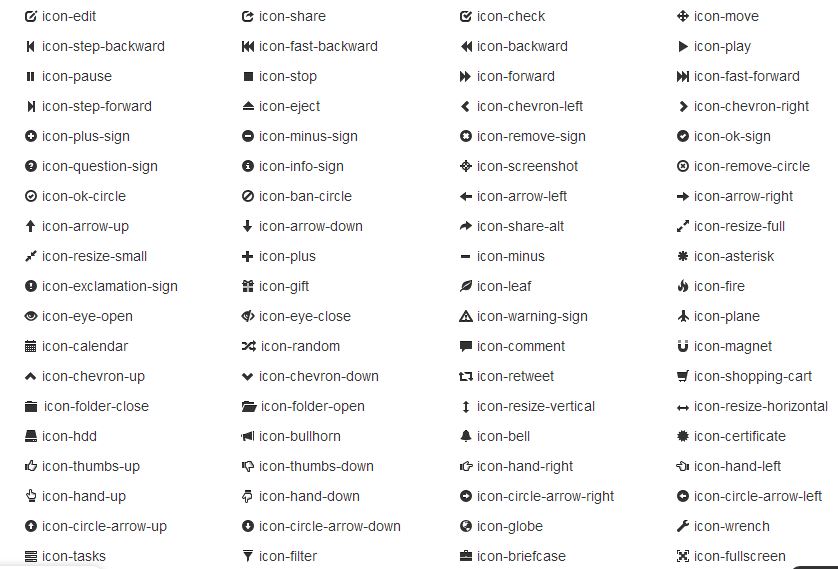 icon-edit icon-share icon-check icon-move
icon-step-backward icon-fast-backward icon-backward icon-play
icon-pause icon-stop icon-forward icon-fast-forward
icon-step-forward icon-eject icon-chevron-left icon-chevron-right
icon-plus-sign icon-minus-sign icon-remove-sign icon-ok-sign
icon-question-sign icon-info-sign icon-screenshot icon-remove-circle
icon-ok-circle icon-ban-circle icon-arrow-left icon-arrow-right
icon-arrow-up icon-arrow-down icon-share-alt icon-resize-full
icon-resize-small icon-plus icon-minus icon-asterisk
icon-exclamation-sign icon-gift icon-leaf icon-fire
icon-eye-open icon-eye-close icon-warning-sign icon-plane
icon-calendar icon-random icon-comment icon-magnet
icon-chevron-up icon-chevron-down icon-retweet icon-shopping-cart
icon-folder-close icon-folder-open icon-resize-vertical icon-resize-horizontal
icon-hdd icon-bullhorn icon-bell icon-certificate
icon-thumbs-up icon-thumbs-down icon-hand-right icon-hand-left
icon-hand-up icon-hand-down icon-circle-arrow-right icon-circle-arrow-left
icon-circle-arrow-up icon-circle-arrow-down icon-globe icon-wrench
icon-tasks icon-filter icon-briefcase icon-fullscreen